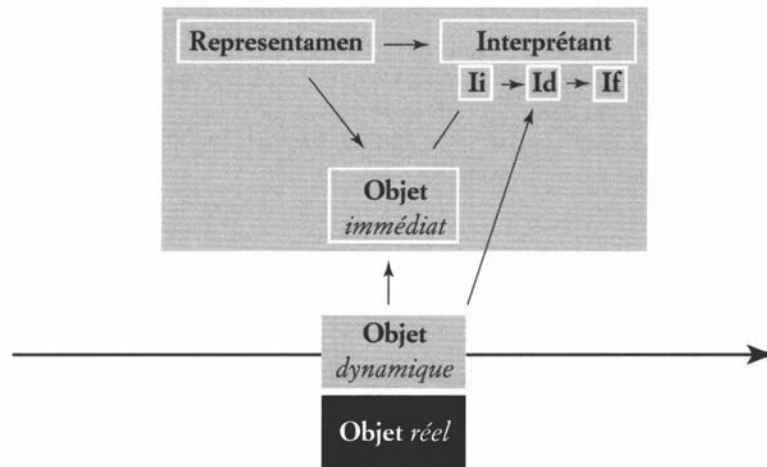 Representamen
Interprétant
Ii
Id
If
Objet
immédiat
Objet
dynamique
Objet réel